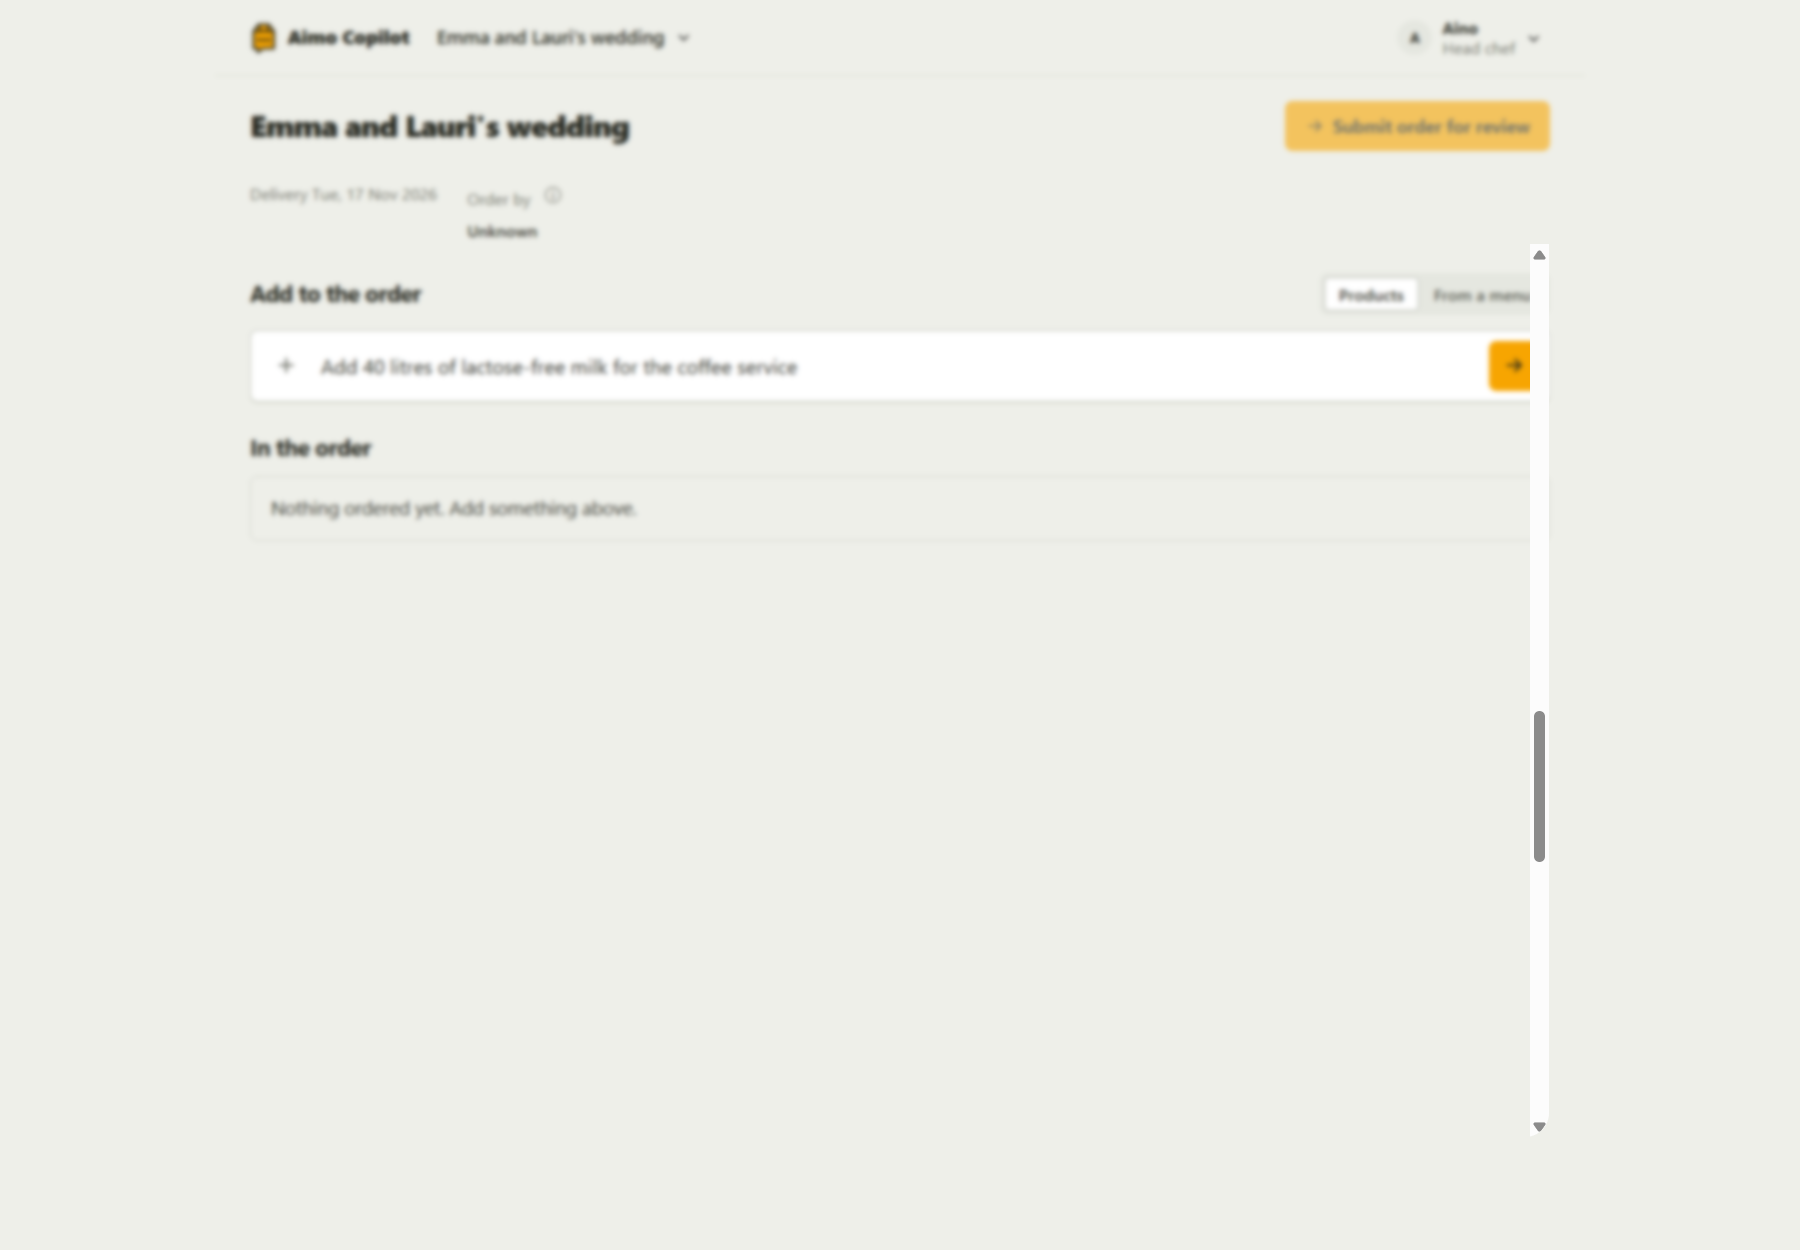 Aimo Copilot
Emma and Lauri's wedding
A
Aino
Head chef
Emma and Lauri's wedding
Submit order for review
Delivery Tue, 17 Nov 2026
Order by
Unknown
Add to the order
Products
From a menu
Add 40 litres of lactose-free milk for the coffee service
In the order
Nothing ordered yet. Add something above.